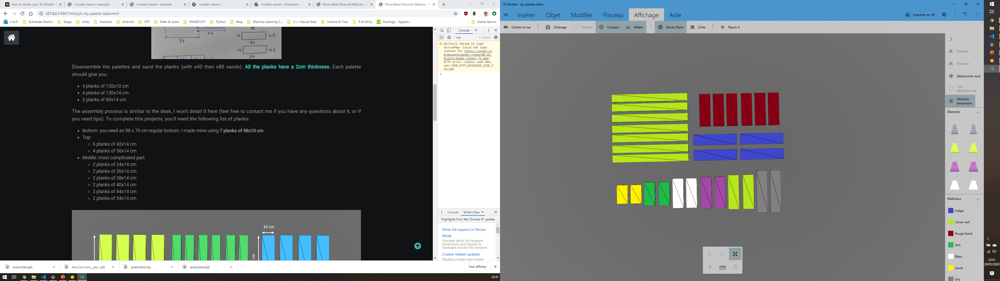 How to render your 3D Models
<model-viewer> example
<model-viewer> example
<model-viewer>
<model-viewer> Animation
Pierre Baret Personal Website - P
Pierre Baret Personal Website - P
127.0.0.1:8887/html/p6-diy-palette-table.html
Live.fr
Schneider Electric
Tango
Unity
Hololens
Android
CPP
Math & Autre
MAKER-DIY
Python
Blog
Machine Learning C...
C++ Neural Nets
Science & Tuto
R & Shiny
Duolingo - Appren...
Autres favoris
54
44
38
14
x2
40
14
x2
54
Disassemble the palettes and sand the planks (with x40 then x80 sands). All the planks have a 2cm thickness. Each palette
should give you:
4 planks of 120x10 cm
4 planks of 120x14 cm
3 planks of 80x14 cm
The assembly process is similar to the desk, I won't detail it here (feel free to contact me if you have any questions about it, or if
you need tips). To complete this projects, you'll need the following list of planks:
Bottom: you need an 98 x 70 cm regular bottom. I made mine using 7 planks of 98x10 cm
Top:
6 planks of 42x14 cm
4 planks of 56x14 cm
Middle: most complicated part.
2 planks of 24x14 cm
2 planks of 30x14 cm
2 planks of 38x14 cm
2 planks of 40x14 cm
2 planks of 44x14 cm
2 planks of 54x14 cm
14 cm
cm
Console
top
1 hidden
DevTools failed to load
SourceMap: Could not load
content for https://unpkg.co
m/@google/model-viewer@0.10.
0/dist/model-viewer.js.map:
HTTP error: status code 404,
net::ERR_HTTP_RESPONSE_CODE_F
AILURE
Console
What's New
Highlights from the Chrome 81 update
Moto G4 support in Device
Mode
Simulate Moto G4 viewport
dimensions and display its
hardware around the viewport.
Cookie-related updates
Blocked cookies and cookie
assembled.glb
AnyConv.com__ass....glb
assembled.obj
assembled.glb
Tout afficher
22:41
3D Builder -diy-palette-table
Insérer
Objet
Modifier
Pinceau
Affichage
Aide
Imprimer en 3D
Centrer la vue
Ombrage
Ombres
Couleurs
Reflets
Rendu filaire
Grille
Rayon X
Grouper
Dissocier
Sélectionner tout
Tout
désélectionner
Sélection
temporaire
Éléments
Matériaux
Indigo
Citron vert
Rouge foncé
Vert
Blanc
Jaune
Gris
0
mm
22:41
28/05/2020